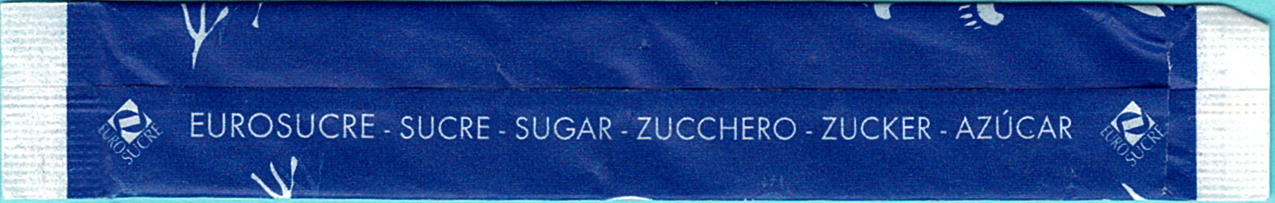 EUROSUCRE
EUROSUCRE - SUCRE - SUGAR - ZUCCHERO - ZUCKER - AZÚCAR
EUROSUCRE